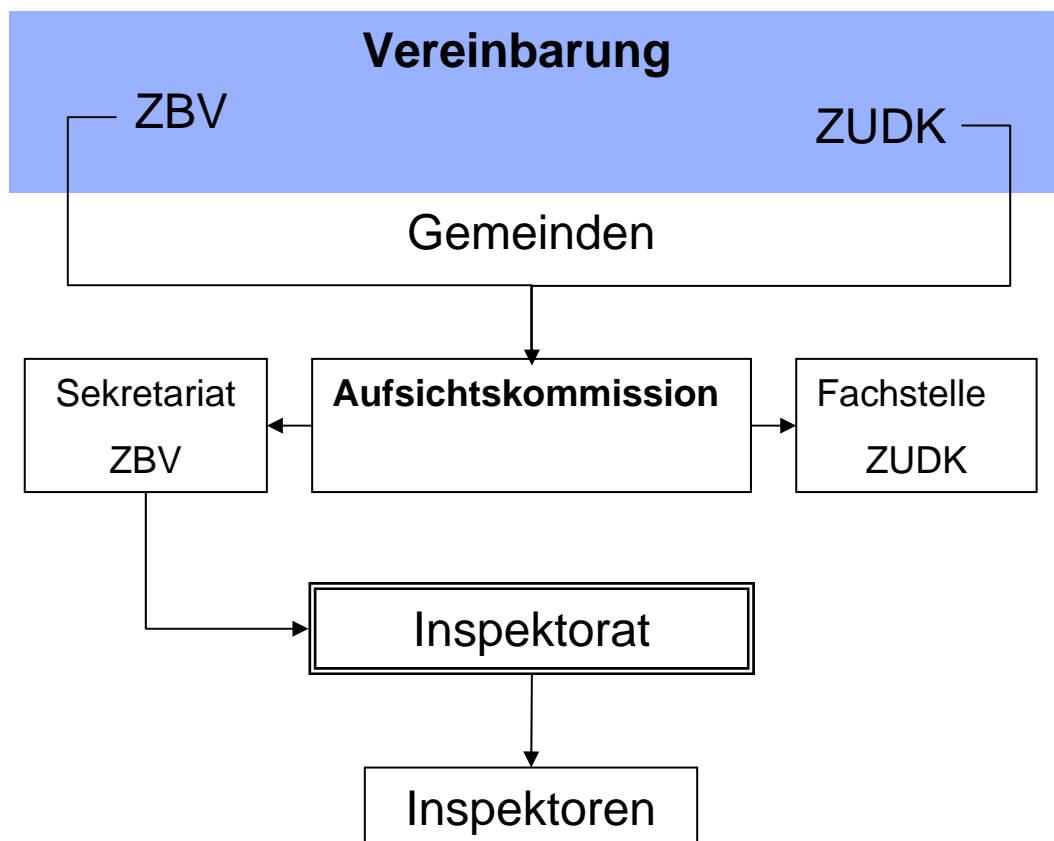 Vereinbarung
ZBV
ZUDK
Gemeinden
Sekretariat
ZBV
Aufsichtskommission
Fachstelle
ZUDK
Inspektorat
Inspektoren